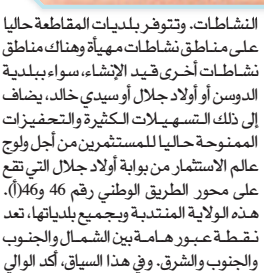 النشاطات. وتتوفر بلديات المقاطعة حاليا
على مناطق نشاطات مهيأة وهناك مناطق
نشاطات أخرى قيد الإنشاء، سواء ببلدية
الدوسن أو أولاد جلال أو سيدي خالد، يضاف
إلى ذلك التسهيلات الكثيرة والتحفيزات
الممنوحة حاليا للمستثمرين من أجل ولوج
عالم الاستثمار من بوابة أولاد جلال التي تقع
على محور الطريق الوطني رقم 46 و46(أ).
هذه الولاية المنتدبة وبجميع بلدياتها، تعد
نقطة عبور هامة بين الشمال والجنوب
والجنوب والشرق. وفي هذا السياق، أكد الوالي